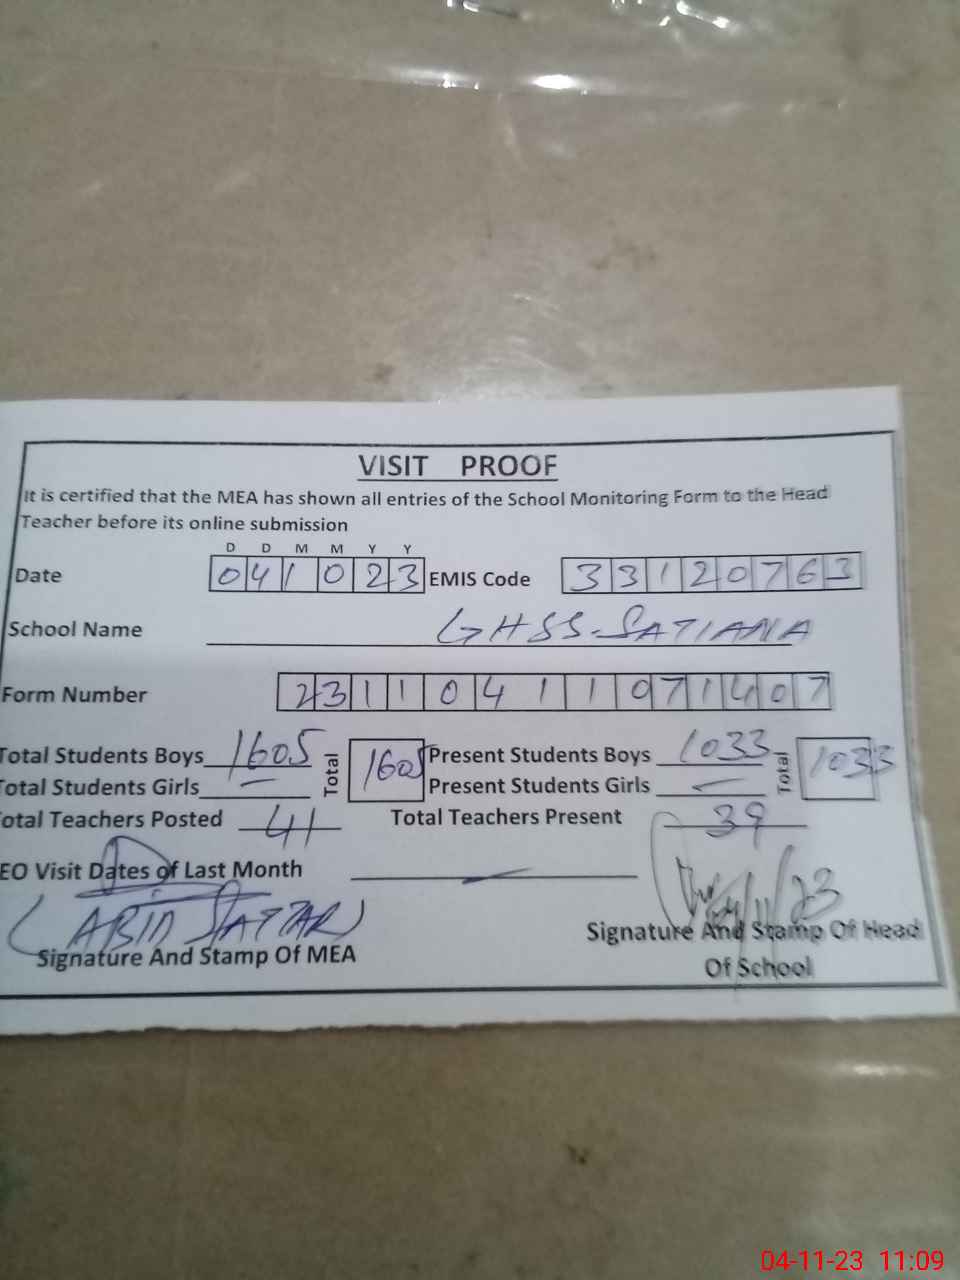 VISIT PROOF
It is certified that the MEA has shown all entries of the School Monitoring Form to the Head
Teacher before its online submission
D D M M Y Y
Date 041023 EMIS Code 33120763
School Name GHSS-SATIANA
Form Number 23110411071407
Total Students Boys 1605 Total 1605 Present Students Boys 1033 Total 1033
Total Students Girls — Present Students Girls —
Total Teachers Posted 41 Total Teachers Present 39
EO Visit Dates of Last Month —
(ABID SATTAR)
Signature And Stamp Of MEA
Signature And Stamp Of Head
Of School
04-11-23 11:09